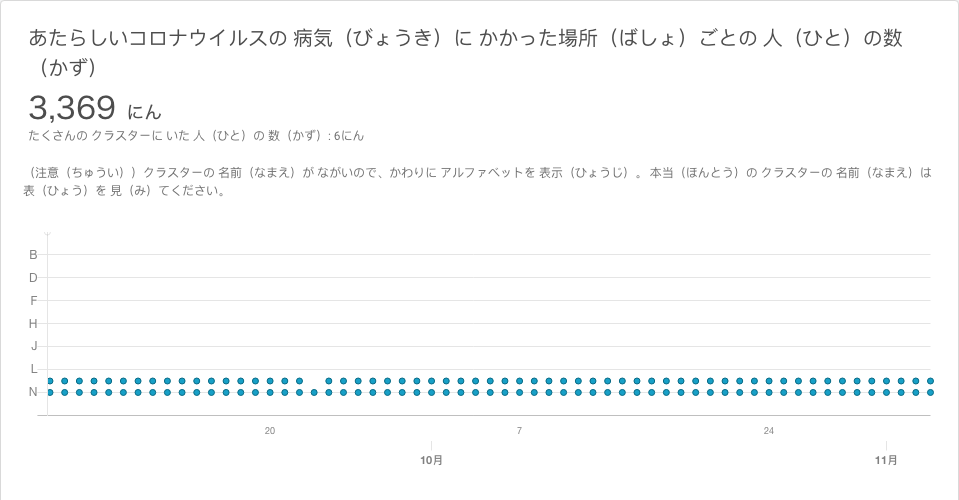 あたらしいコロナウイルスの 病気（びょうき）に かかった場所（ばしょ）ごとの 人（ひと）の数
（かず）
3,369 にん
たくさんの クラスターに いた 人（ひと）の 数（かず）: 6にん
（注意（ちゅうい））クラスターの 名前（なまえ）が ながいので、かわりに アルファベットを 表示（ひょうじ）。 本当（ほんとう）の クラスターの 名前（なまえ）は
表（ひょう）を 見（み）てください。
B
D
F
H
J
L
N
20 7 24
10月 11月